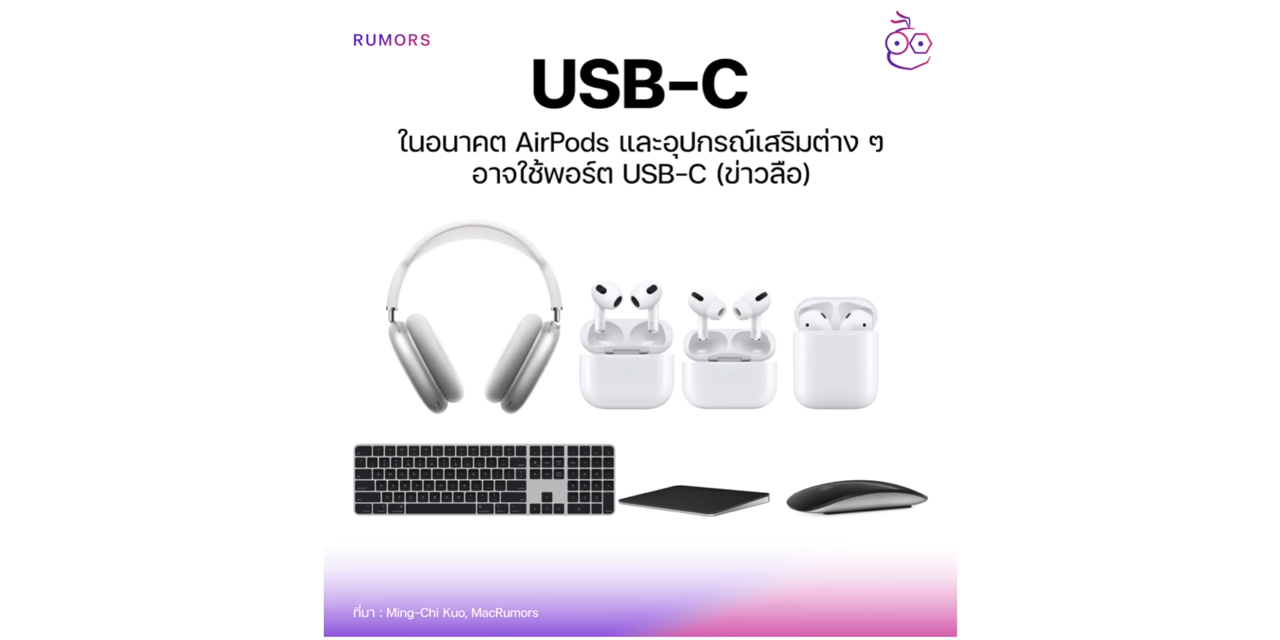 RUMORS
USB-C
ในอนาคต AirPods และอุปกรณ์เสริมต่าง ๆ
อาจใช้พอร์ต USB-C (ข่าวลือ)
ที่มา : Ming-Chi Kuo, MacRumors